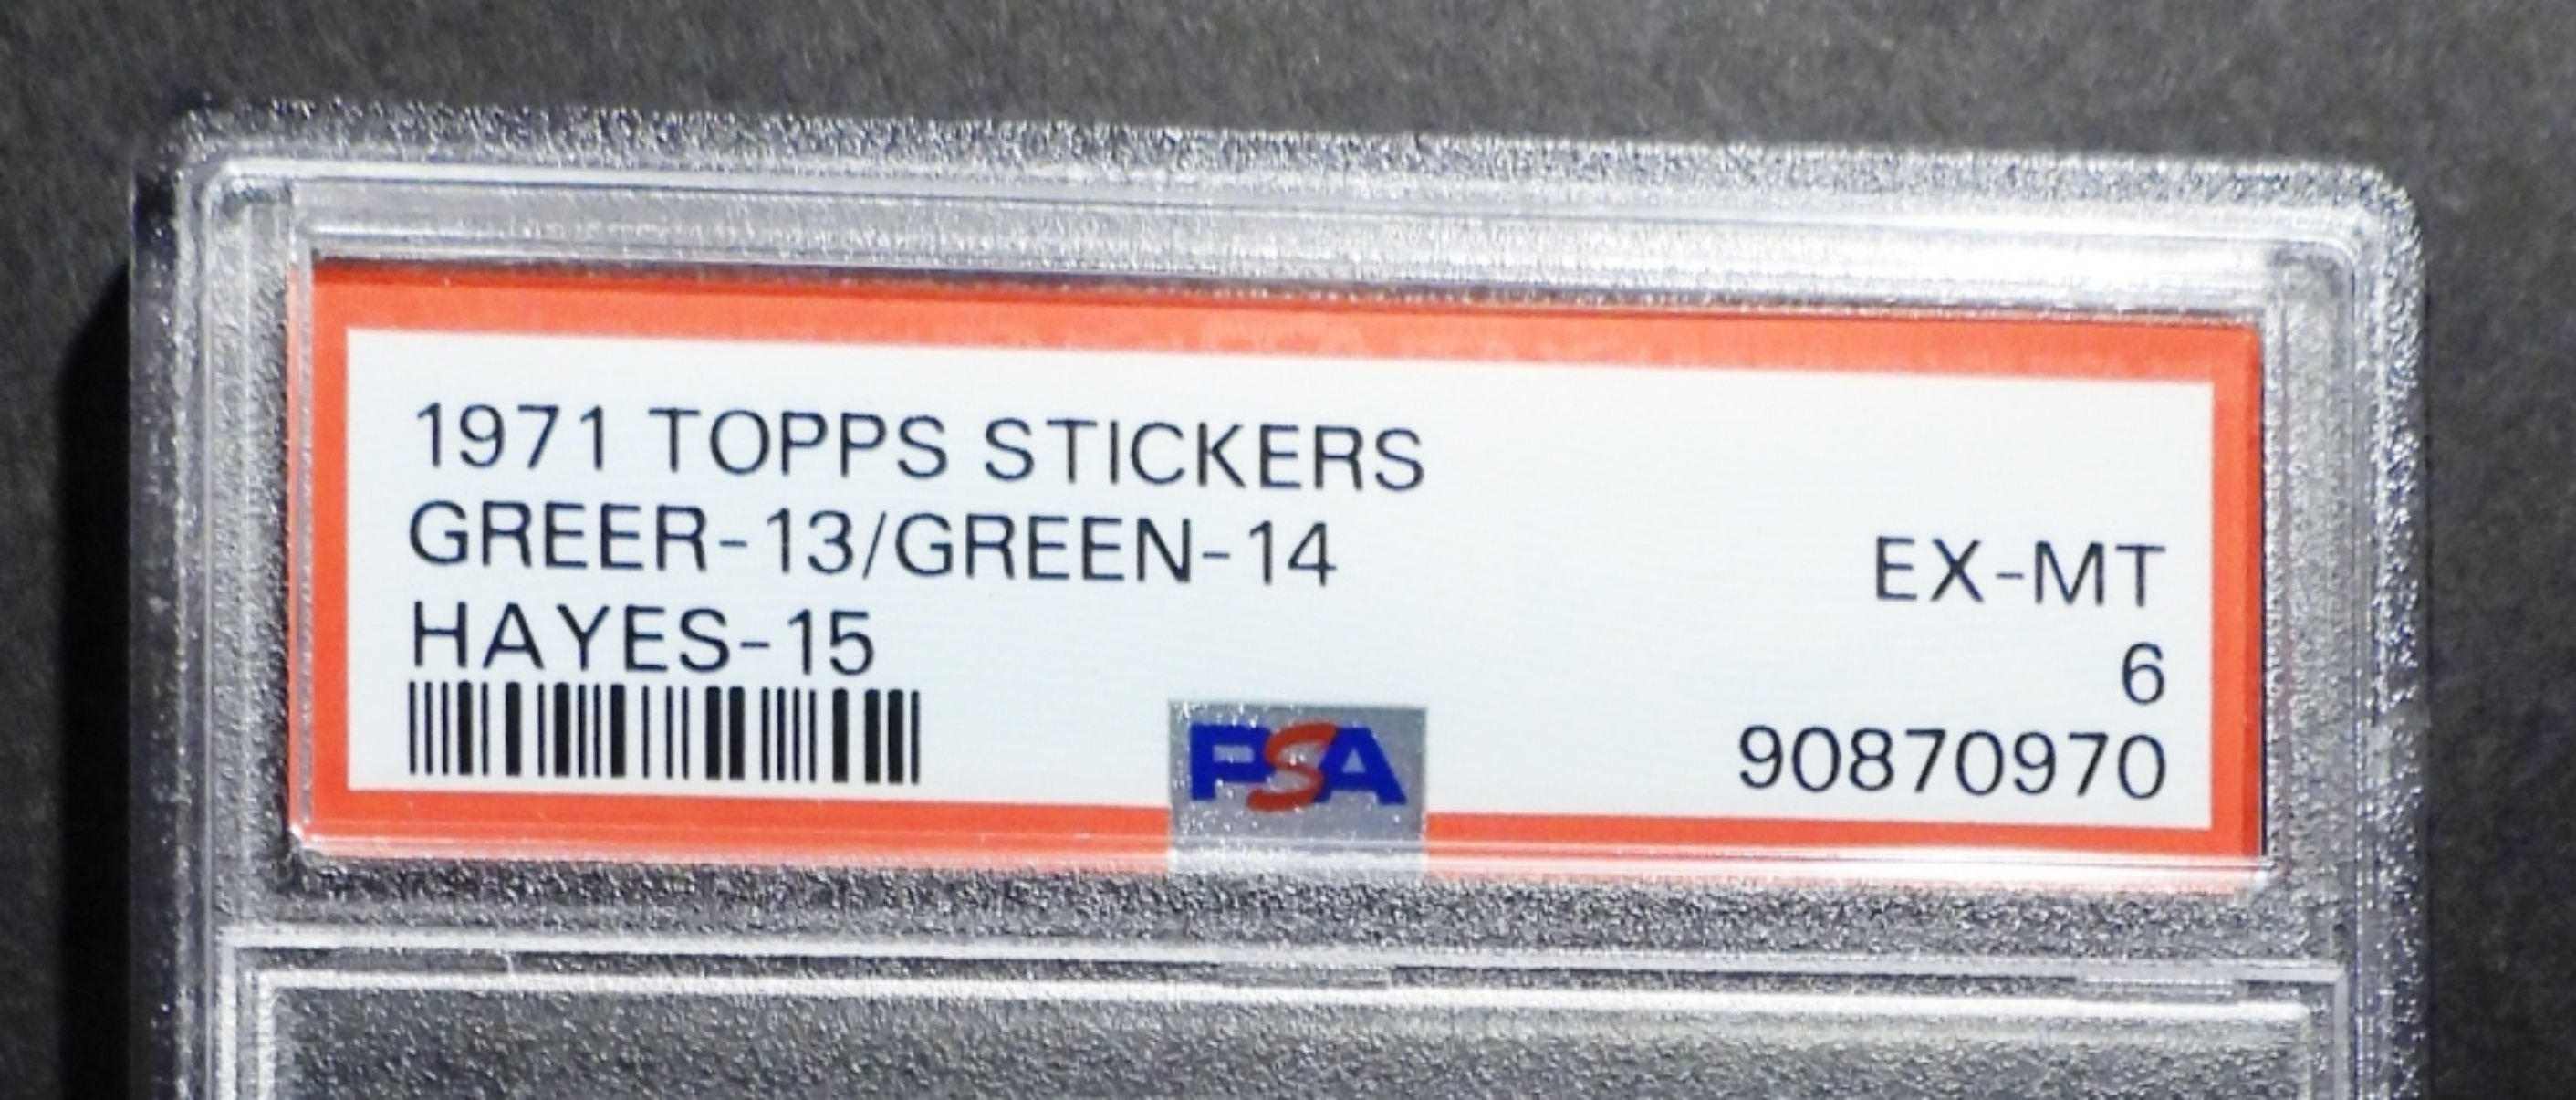 1971 TOPPS STICKERS
GREER-13/GREEN-14
EX-MT
HAYES-15
6
PSA
90870970